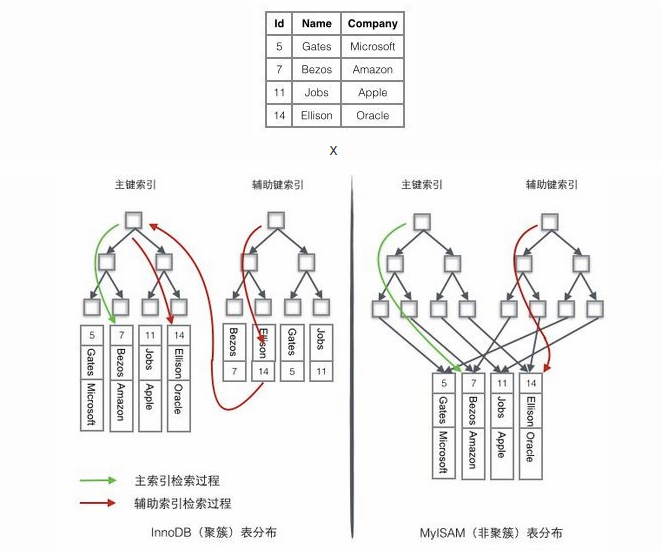 Id Name Company
5 Gates Microsoft
7 Bezos Amazon
11 Jobs Apple
14 Ellison Oracle
X
主键索引
辅助键索引
5 Gates Microsoft
7 Bezos Amazon
11 Jobs Apple
14 Ellison Oracle
Bezos 7
Ellison 14
Gates 5
Jobs 11
主索引检索过程
辅助索引检索过程
InnoDB（聚簇）表分布
主键索引
辅助键索引
5 Gates Microsoft
7 Bezos Amazon
11 Jobs Apple
14 Ellison Oracle
MyISAM（非聚簇）表分布